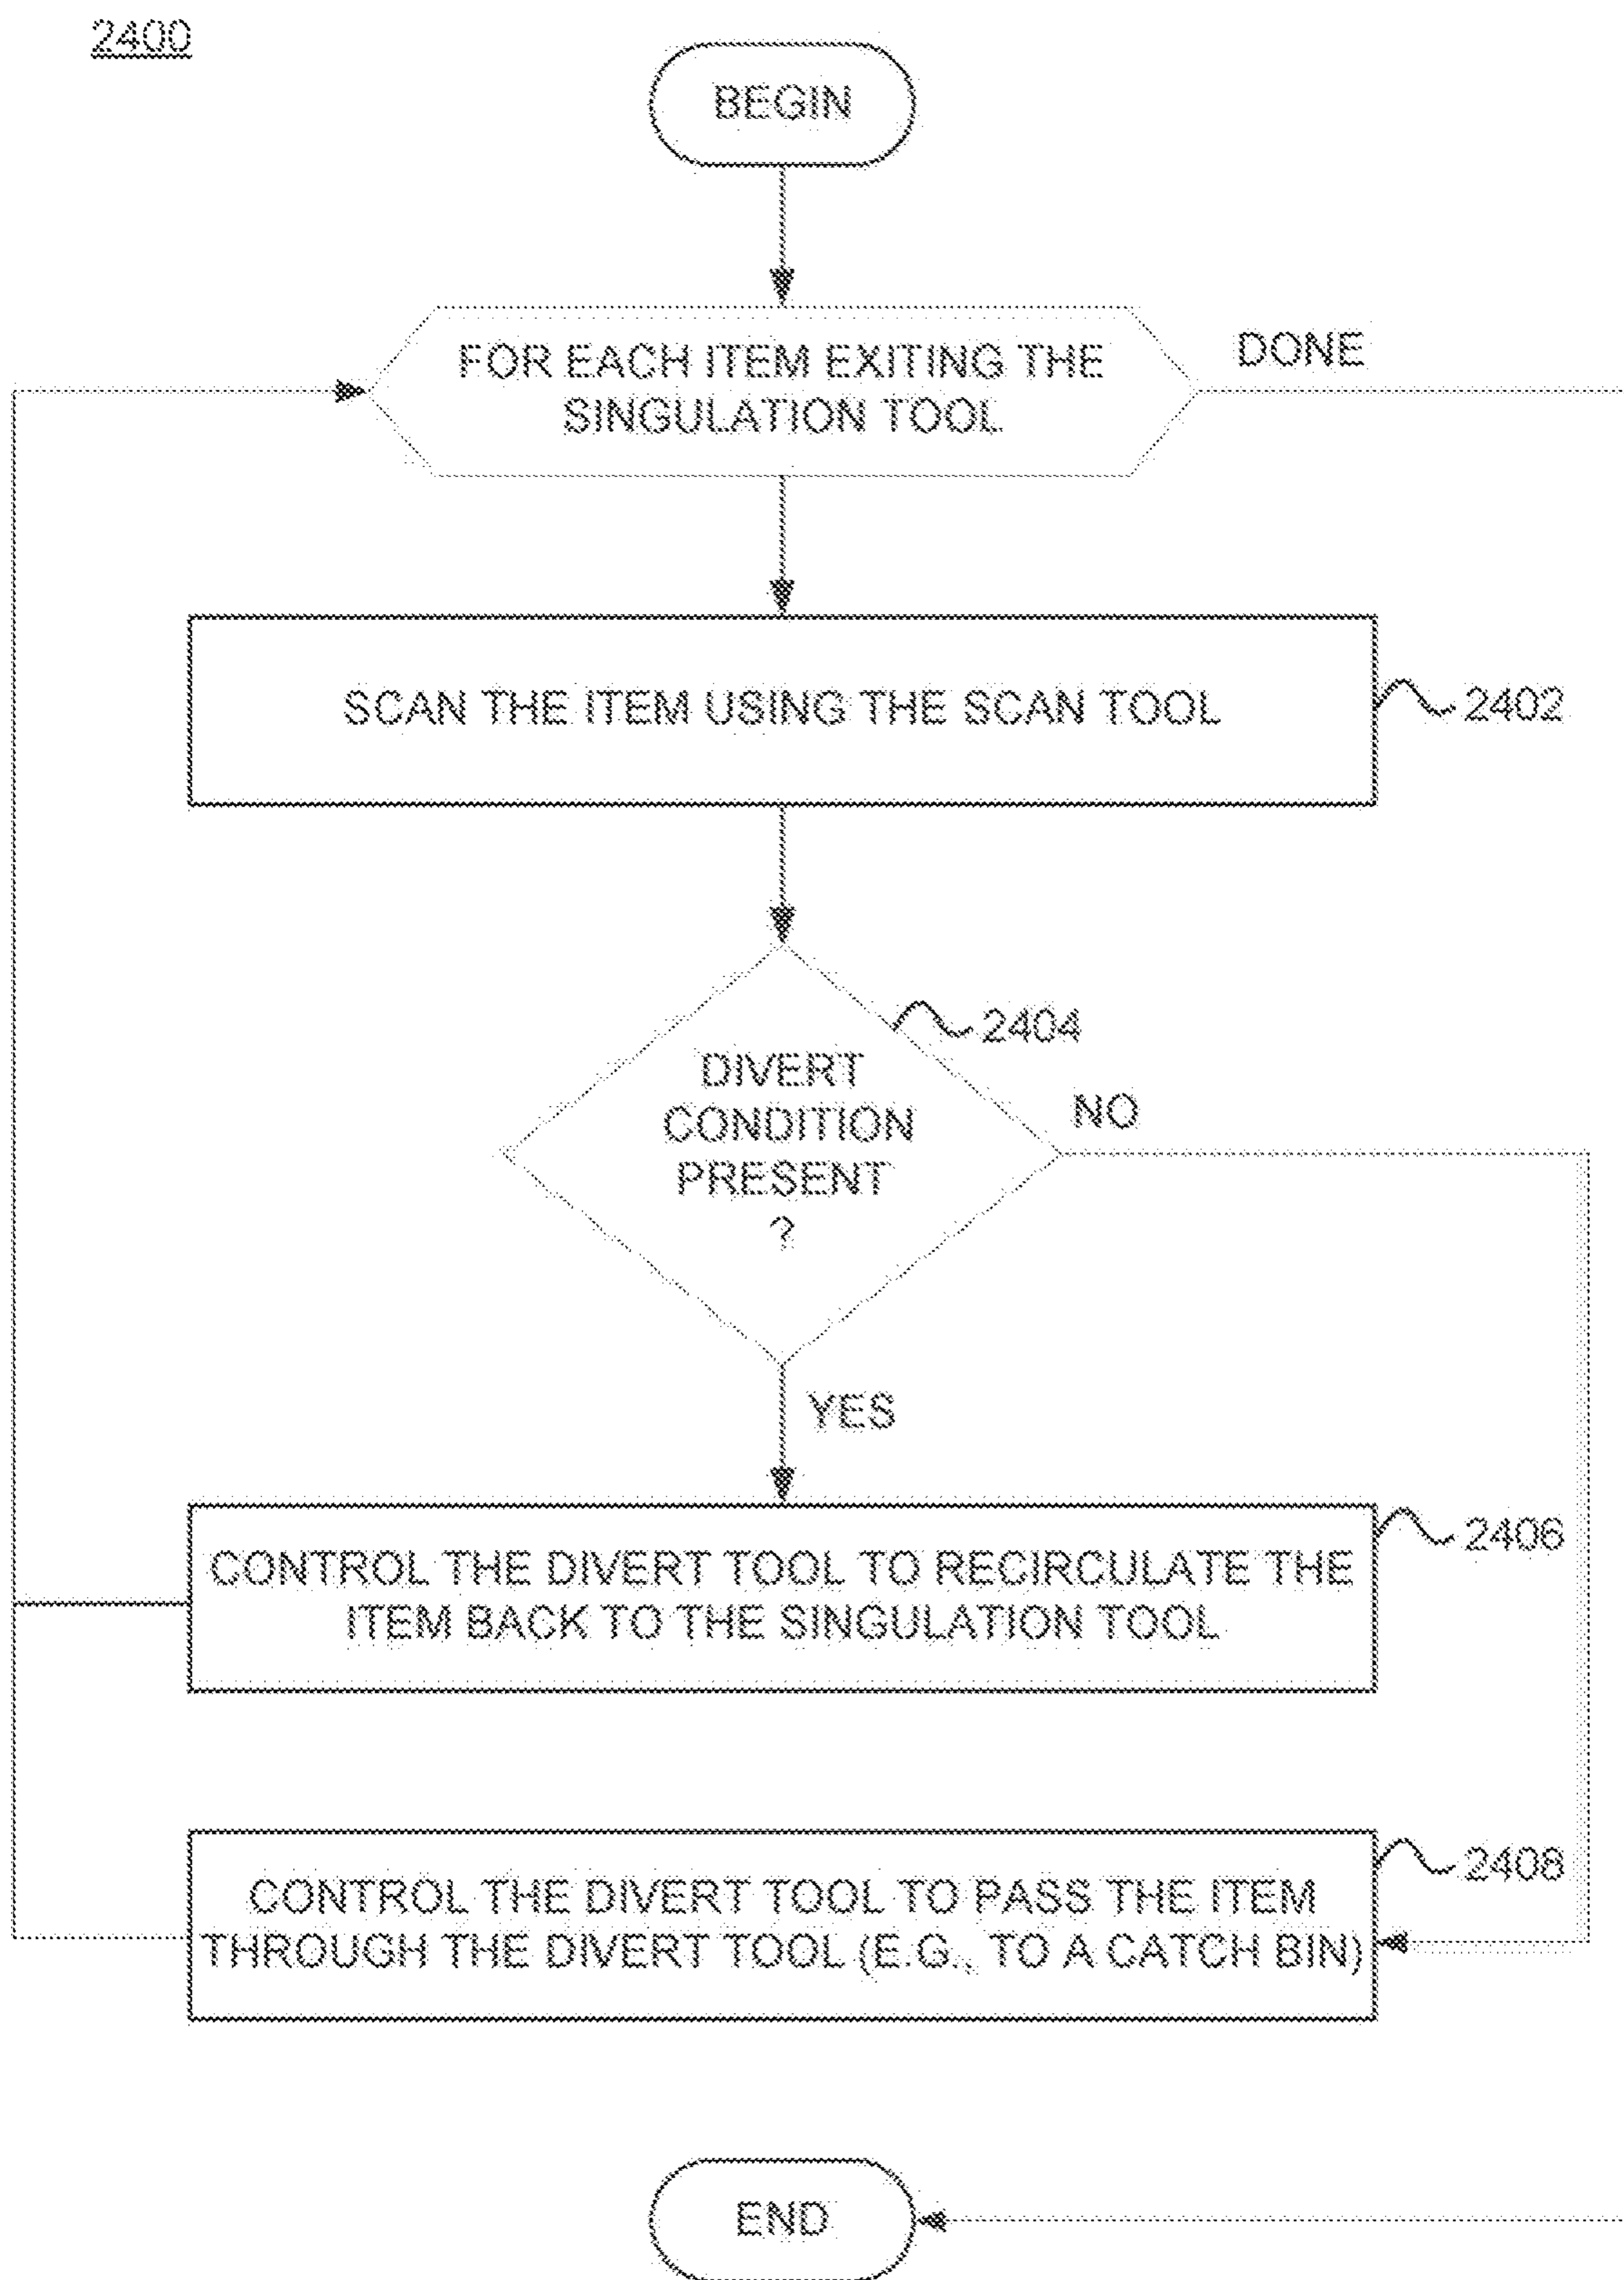 2400
BEGIN
FOR EACH ITEM EXITING THE
SINGULATION TOOL
DONE
SCAN THE ITEM USING THE SCAN TOOL
2402
2404
DIVERT
CONDITION
PRESENT
?
NO
YES
CONTROL THE DIVERT TOOL TO RECIRCULATE THE
ITEM BACK TO THE SINGULATION TOOL
2406
CONTROL THE DIVERT TOOL TO PASS THE ITEM
THROUGH THE DIVERT TOOL (E.G., TO A CATCH BIN)
2408
END